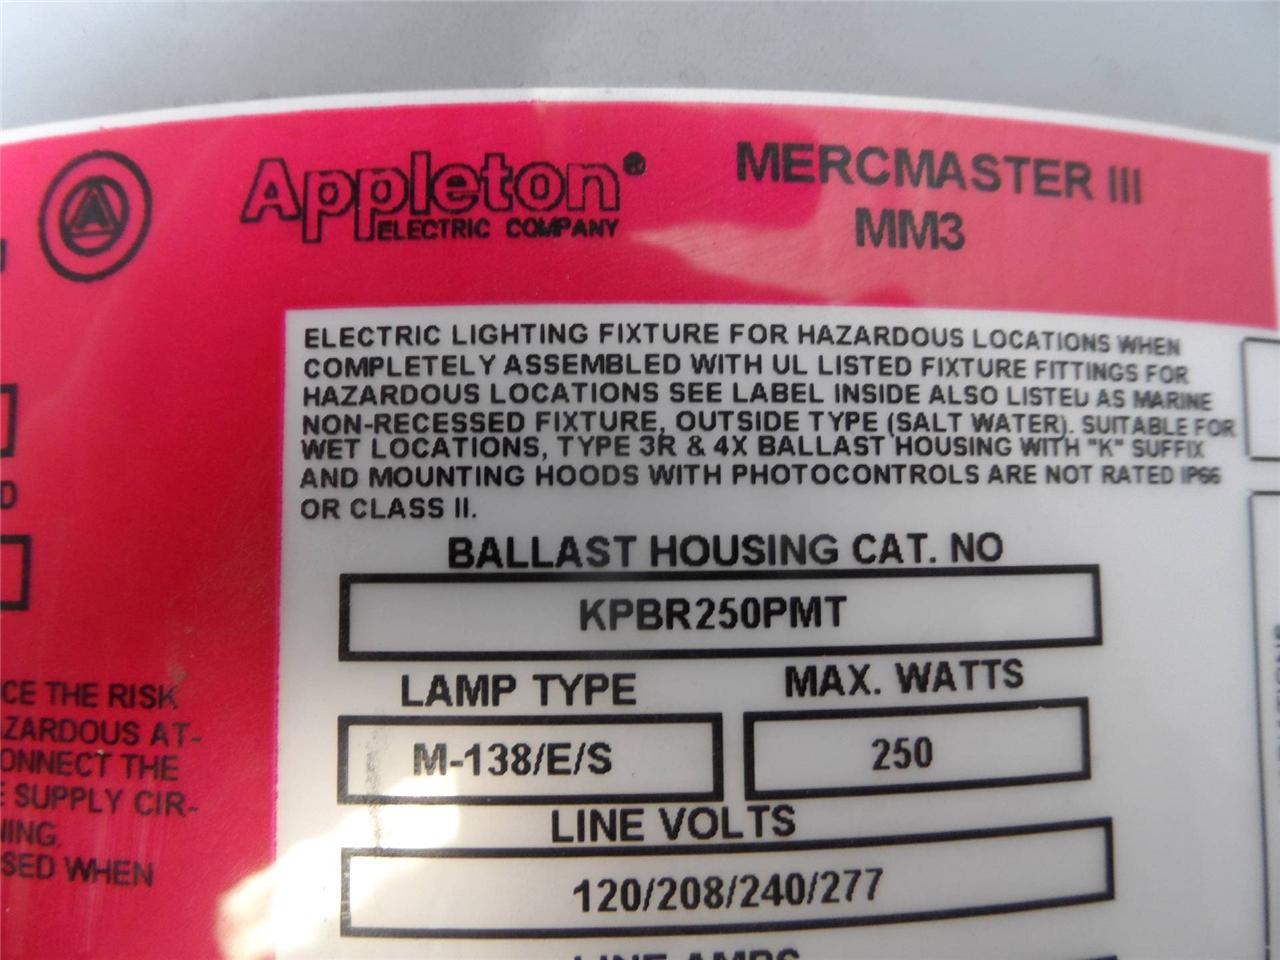 Appleton®
ELECTRIC COMPANY
MERCMASTER III
MM3
ELECTRIC LIGHTING FIXTURE FOR HAZARDOUS LOCATIONS WHEN
COMPLETELY ASSEMBLED WITH UL LISTED FIXTURE FITTINGS FOR
HAZARDOUS LOCATIONS SEE LABEL INSIDE ALSO LISTED AS MARINE
NON-RECESSED FIXTURE, OUTSIDE TYPE (SALT WATER). SUITABLE FOR
WET LOCATIONS, TYPE 3R & 4X BALLAST HOUSING WITH "K" SUFFIX
AND MOUNTING HOODS WITH PHOTOCONTROLS ARE NOT RATED IP66
OR CLASS II.
BALLAST HOUSING CAT. NO
KPBR250PMT
LAMP TYPE
MAX. WATTS
M-138/E/S
250
LINE VOLTS
120/208/240/277
LINE AMPS
D
CE THE RISK
ZARDOUS AT-
ONNECT THE
E SUPPLY CIR-
NING.
SED WHEN